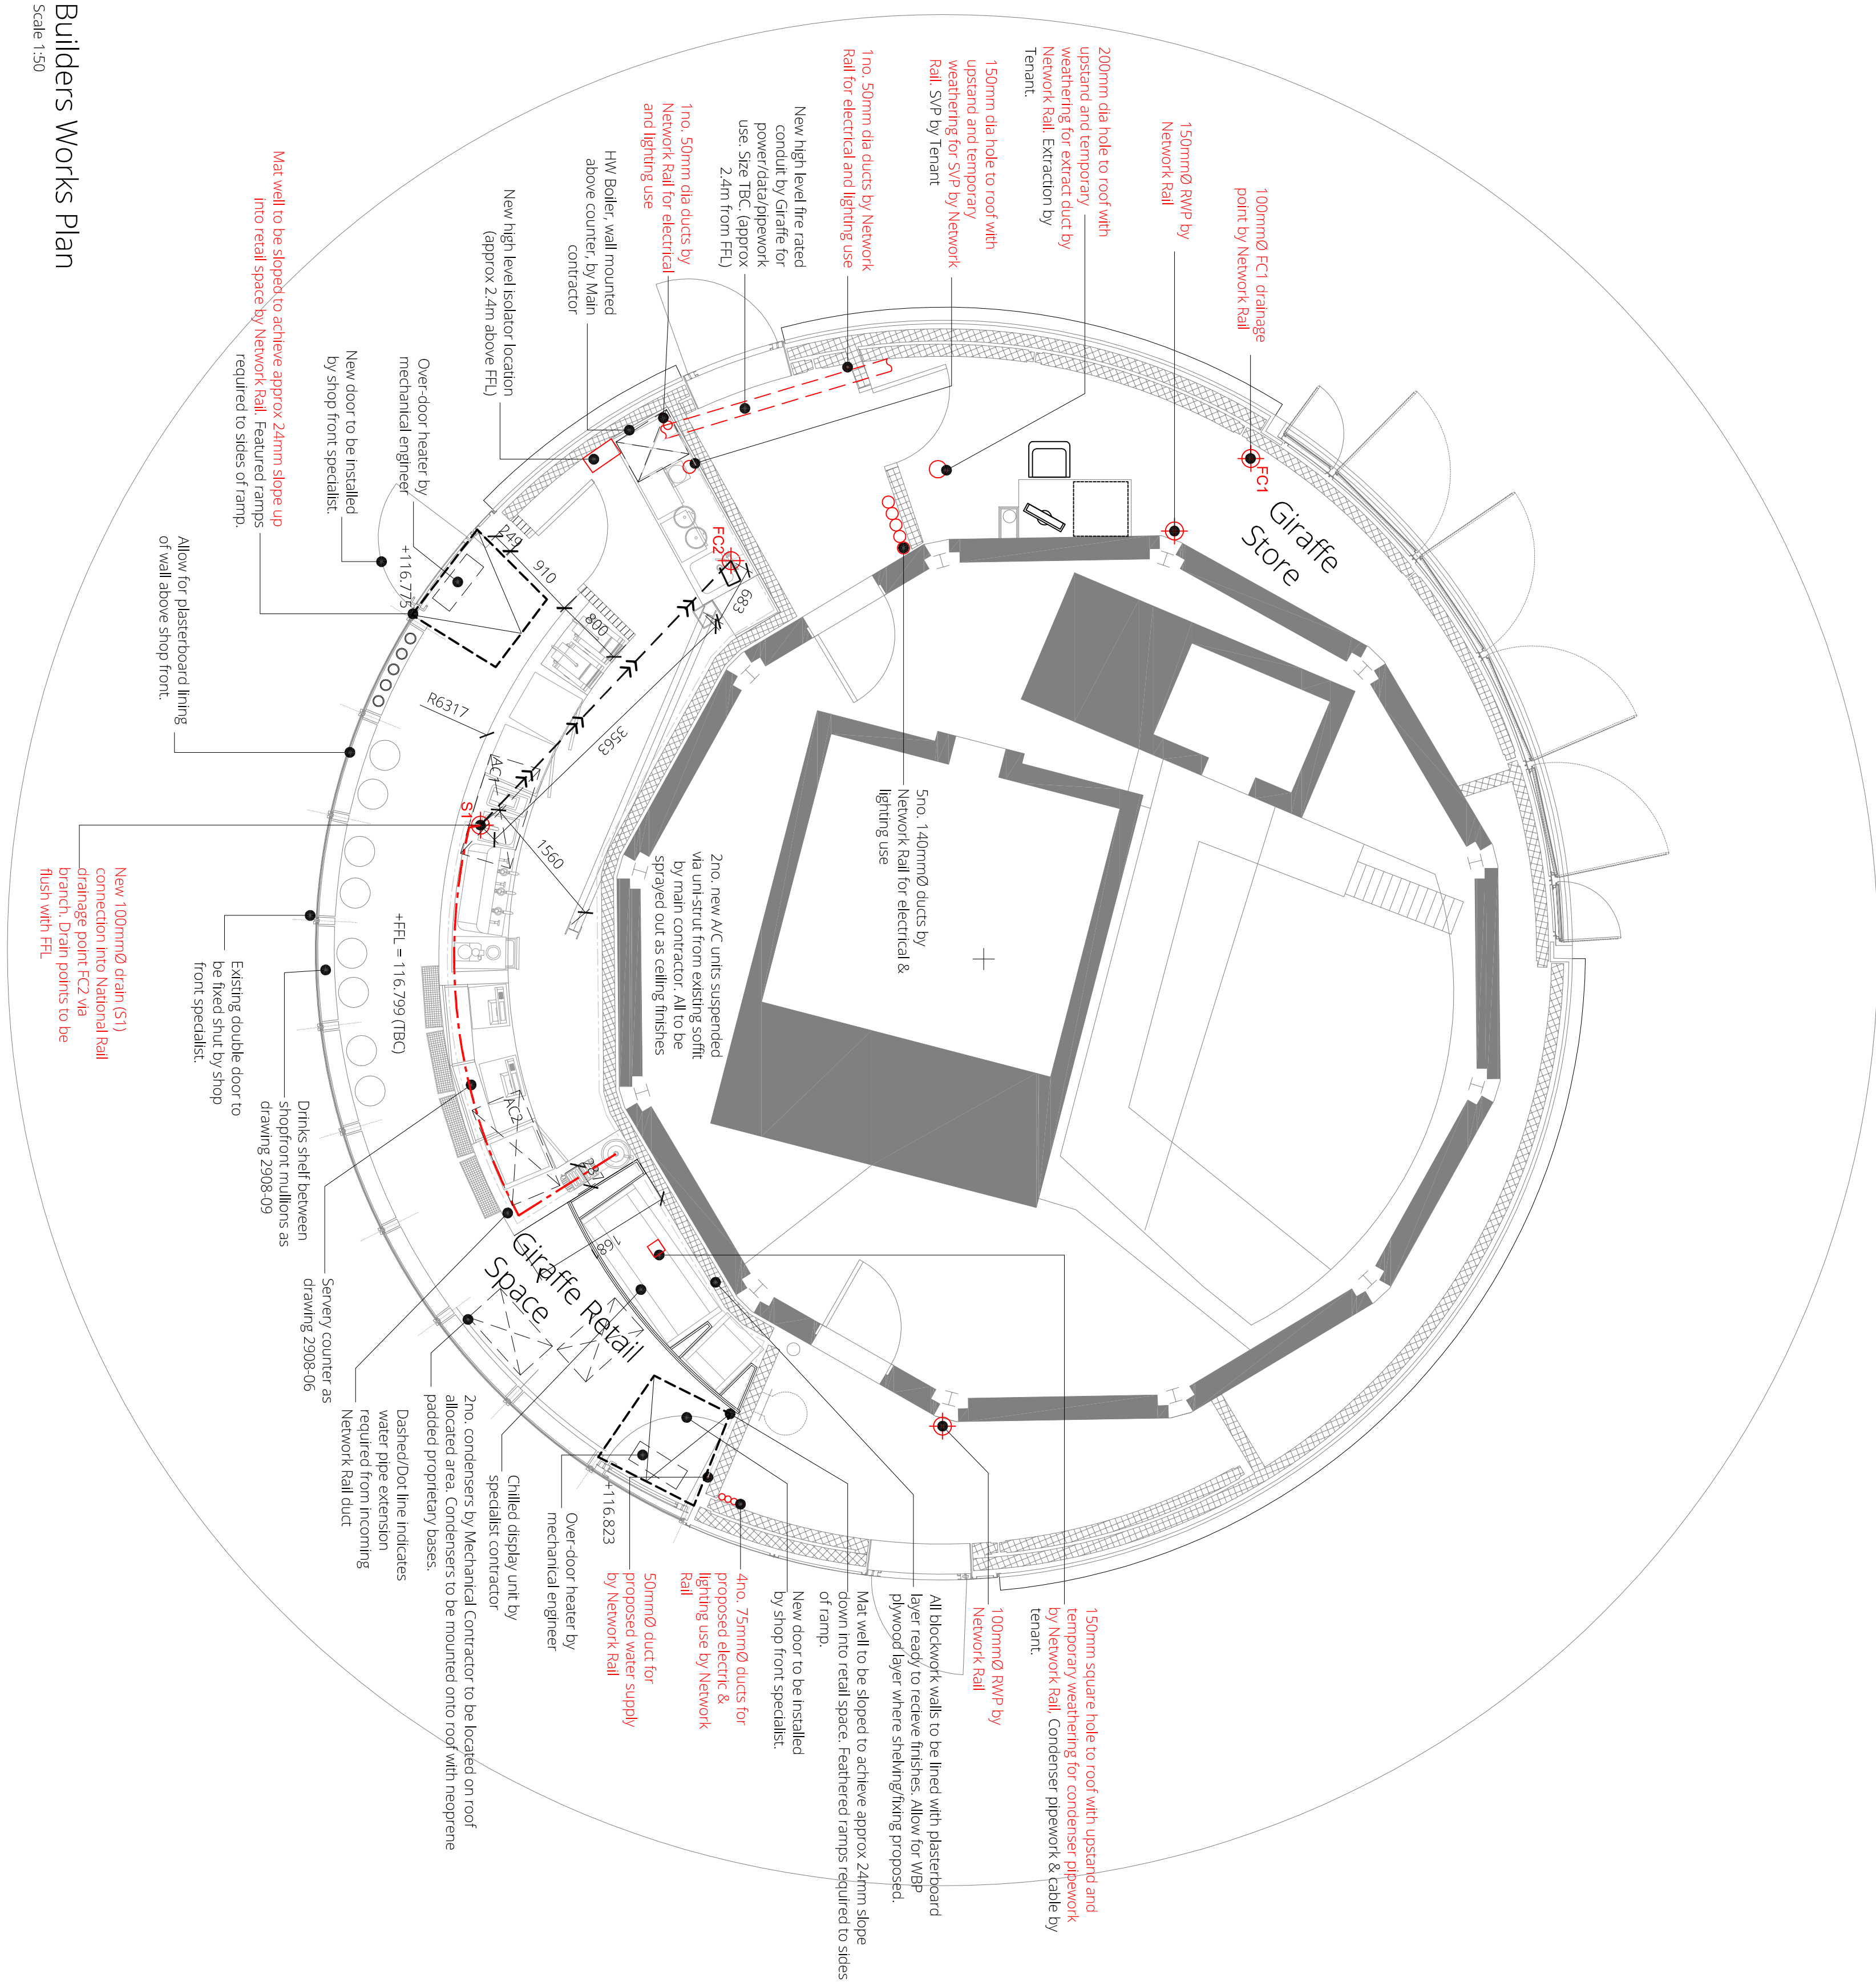 Builders Works Plan
Scale 1:50
200mm dia hole to roof with
upstand and temporary
weathering for extract duct by
Network Rail. Extraction by
Tenant.
150mm dia hole to roof with
upstand and temporary
weathering for SVP by Network
Rail. SVP by Tenant
1no. 50mm dia ducts by Network
Rail for electrical and lighting use
New high level fire rated
conduit by Giraffe for
power/data/pipework
use. Size TBC. (approx
2.4m from FFL)
1no. 50mm dia ducts by
Network Rail for electrical
and lighting use
HW Boiler, wall mounted
above counter, by Main
contractor
New high level isolator location
(approx 2.4m above FFL)
150mmØ RWP by
Network Rail
100mmØ FC1 drainage
point by Network Rail
FC1
Giraffe
Store
Over-door heater by
mechanical engineer
New door to be installed
by shop front specialist.
Mat well to be sloped to achieve approx 24mm slope up
into retail space by Network Rail. Featured ramps
required to sides of ramp.
Allow for plasterboard lining
of wall above shop front.
+116.775
249
910
800
683
FC2
R6317
3563
1560
AC1
S1
5no. 140mmØ ducts by
Network Rail for electrical &
lighting use
2no. new A/C units suspended
via uni-strut from existing soffit
by main contractor. All to be
sprayed out as ceiling finishes
+FFL = 116.799 (TBC)
New 100mmØ drain (S1)
connection into National Rail
drainage point FC2 via
branch. Drain points to be
flush with FFL
Existing double door to
be fixed shut by shop
front specialist.
Drinks shelf between
shopfront mullions as
drawing 2908-09
Servery counter as
drawing 2908-06
AC2
1687
Giraffe Retail
Space
+116.823
Dashed/Dot line indicates
water pipe extension
required from incoming
Network Rail duct
2no. condensers by Mechanical Contractor to be located on roof
allocated area. Condensers to be mounted onto roof with neoprene
padded proprietary bases.
Chilled display unit by
specialist contractor
Over-door heater by
mechanical engineer
50mmØ duct for
proposed water supply
by Network Rail
4no. 75mmØ ducts for
proposed electric &
lighting use by Network
Rail
New door to be installed
by shop front specialist.
Mat well to be sloped to achieve approx 24mm slope
down into retail space. Feathered ramps required to sides
of ramp.
All blockwork walls to be lined with plasterboard
layer ready to recieve finishes. Allow for WBP
plywood layer where shelving/fixing proposed.
100mmØ RWP by
Network Rail
150mm square hole to roof with upstand and
temporary weathering for condenser pipework
by Network Rail, Condenser pipework & cable by
tenant.